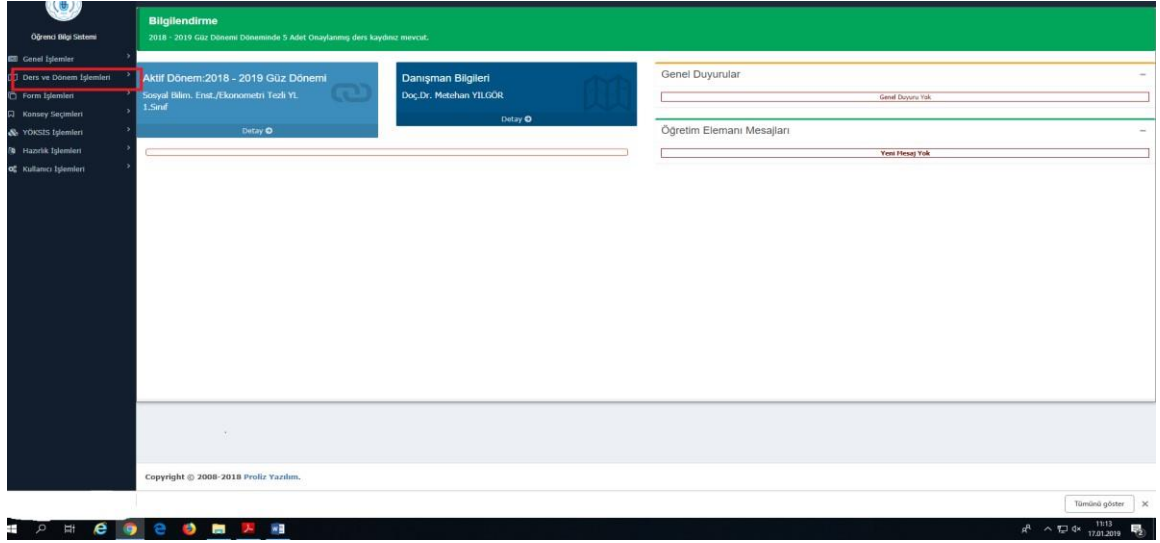 Öğrenci Bilgi Sistemi
Genel İşlemler
Ders ve Dönem İşlemleri
Form İşlemleri
Konsey Seçimleri
YÖKSİS İşlemleri
Hazırlık İşlemleri
Kullanıcı İşlemleri
Bilgilendirme
2018 - 2019 Güz Dönemi Döneminde 5 Adet Onaylanmış ders kaydınız mevcut.
Aktif Dönem:2018 - 2019 Güz Dönemi
Sosyal Bilim. Enst./Ekonometri Tezli YL
1.Sınıf
Detay
Danışman Bilgileri
Doç.Dr. Metehan YILGÖR
Detay
Genel Duyurular
Genel Duyuru Yok
Öğretim Elemanı Mesajları
Yeni Mesaj Yok
Copyright © 2008-2018 Proliz Yazılım.
Tümünü göster
11:13
17.01.2019